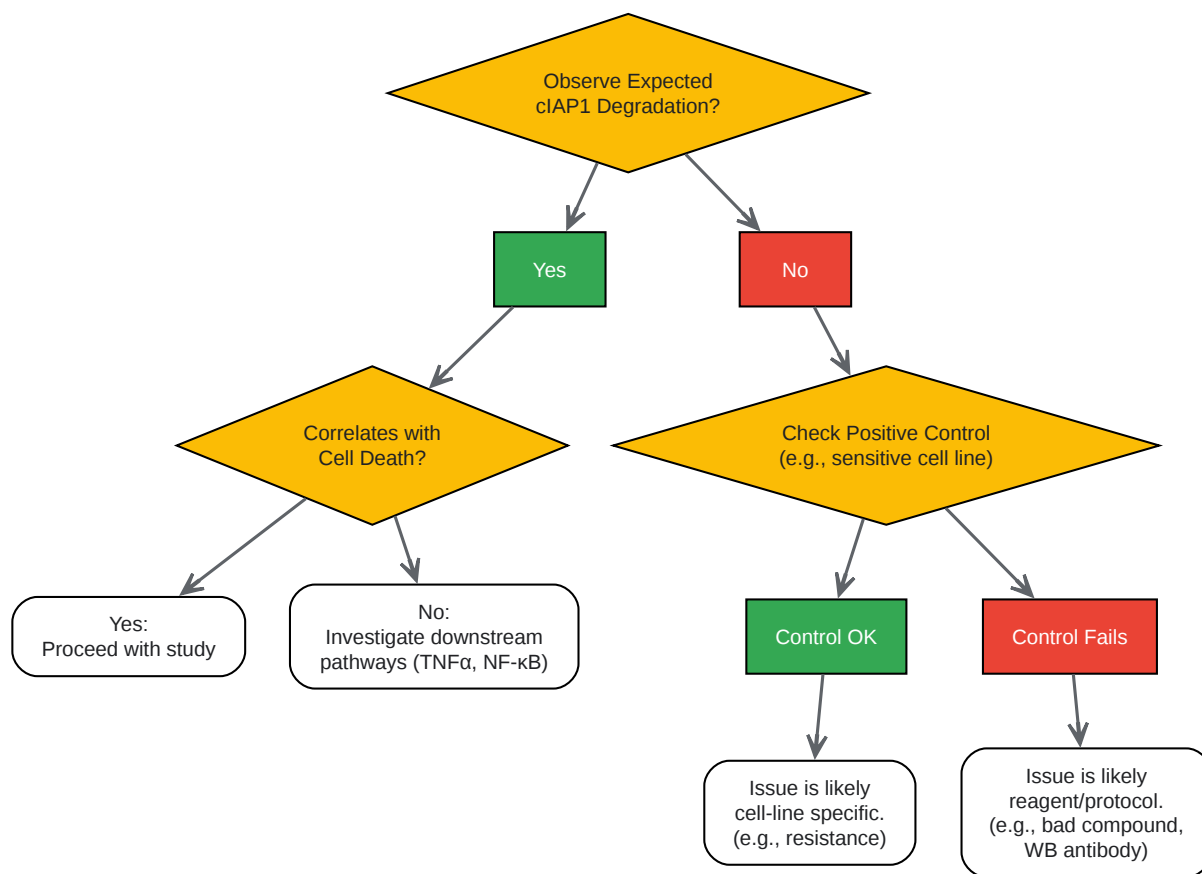 Observe Expected
cIAP1 Degradation?
Yes
No
Correlates with
Cell Death?
Check Positive Control
(e.g., sensitive cell line)
Yes:
Proceed with study
No:
Investigate downstream
pathways (TNFα, NF-κB)
Control OK
Control Fails
Issue is likely
cell-line specific.
(e.g., resistance)
Issue is likely
reagent/protocol.
(e.g., bad compound,
WB antibody)